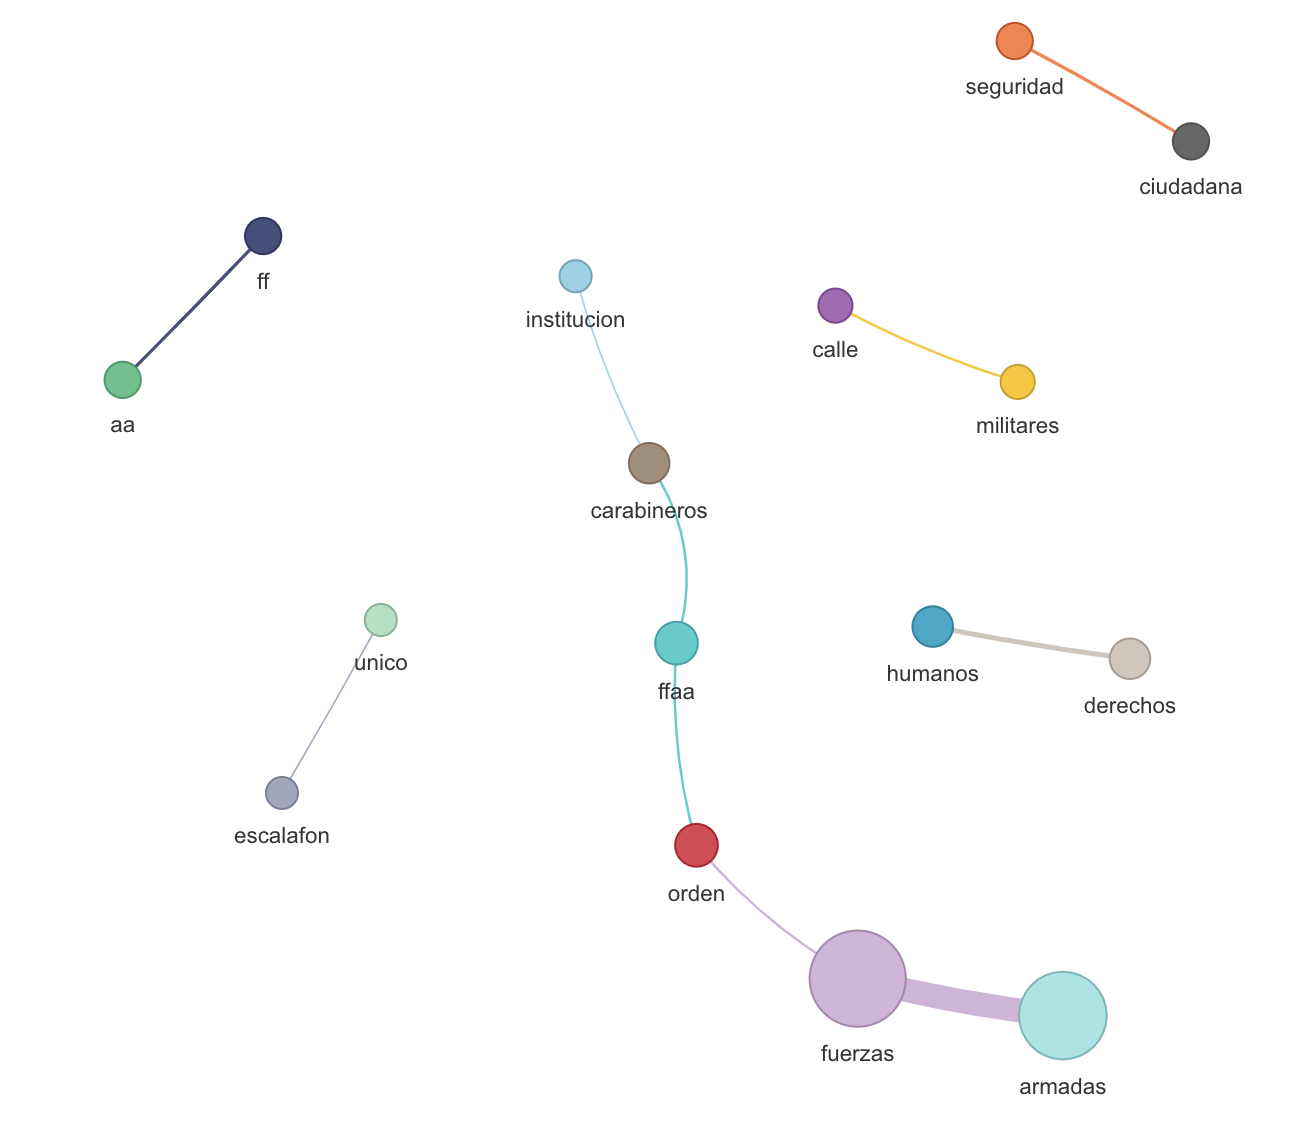 seguridad
ciudadana
ff
institucion
calle
aa
militares
carabineros
unico
humanos
ffaa
derechos
escalafon
orden
fuerzas
armadas